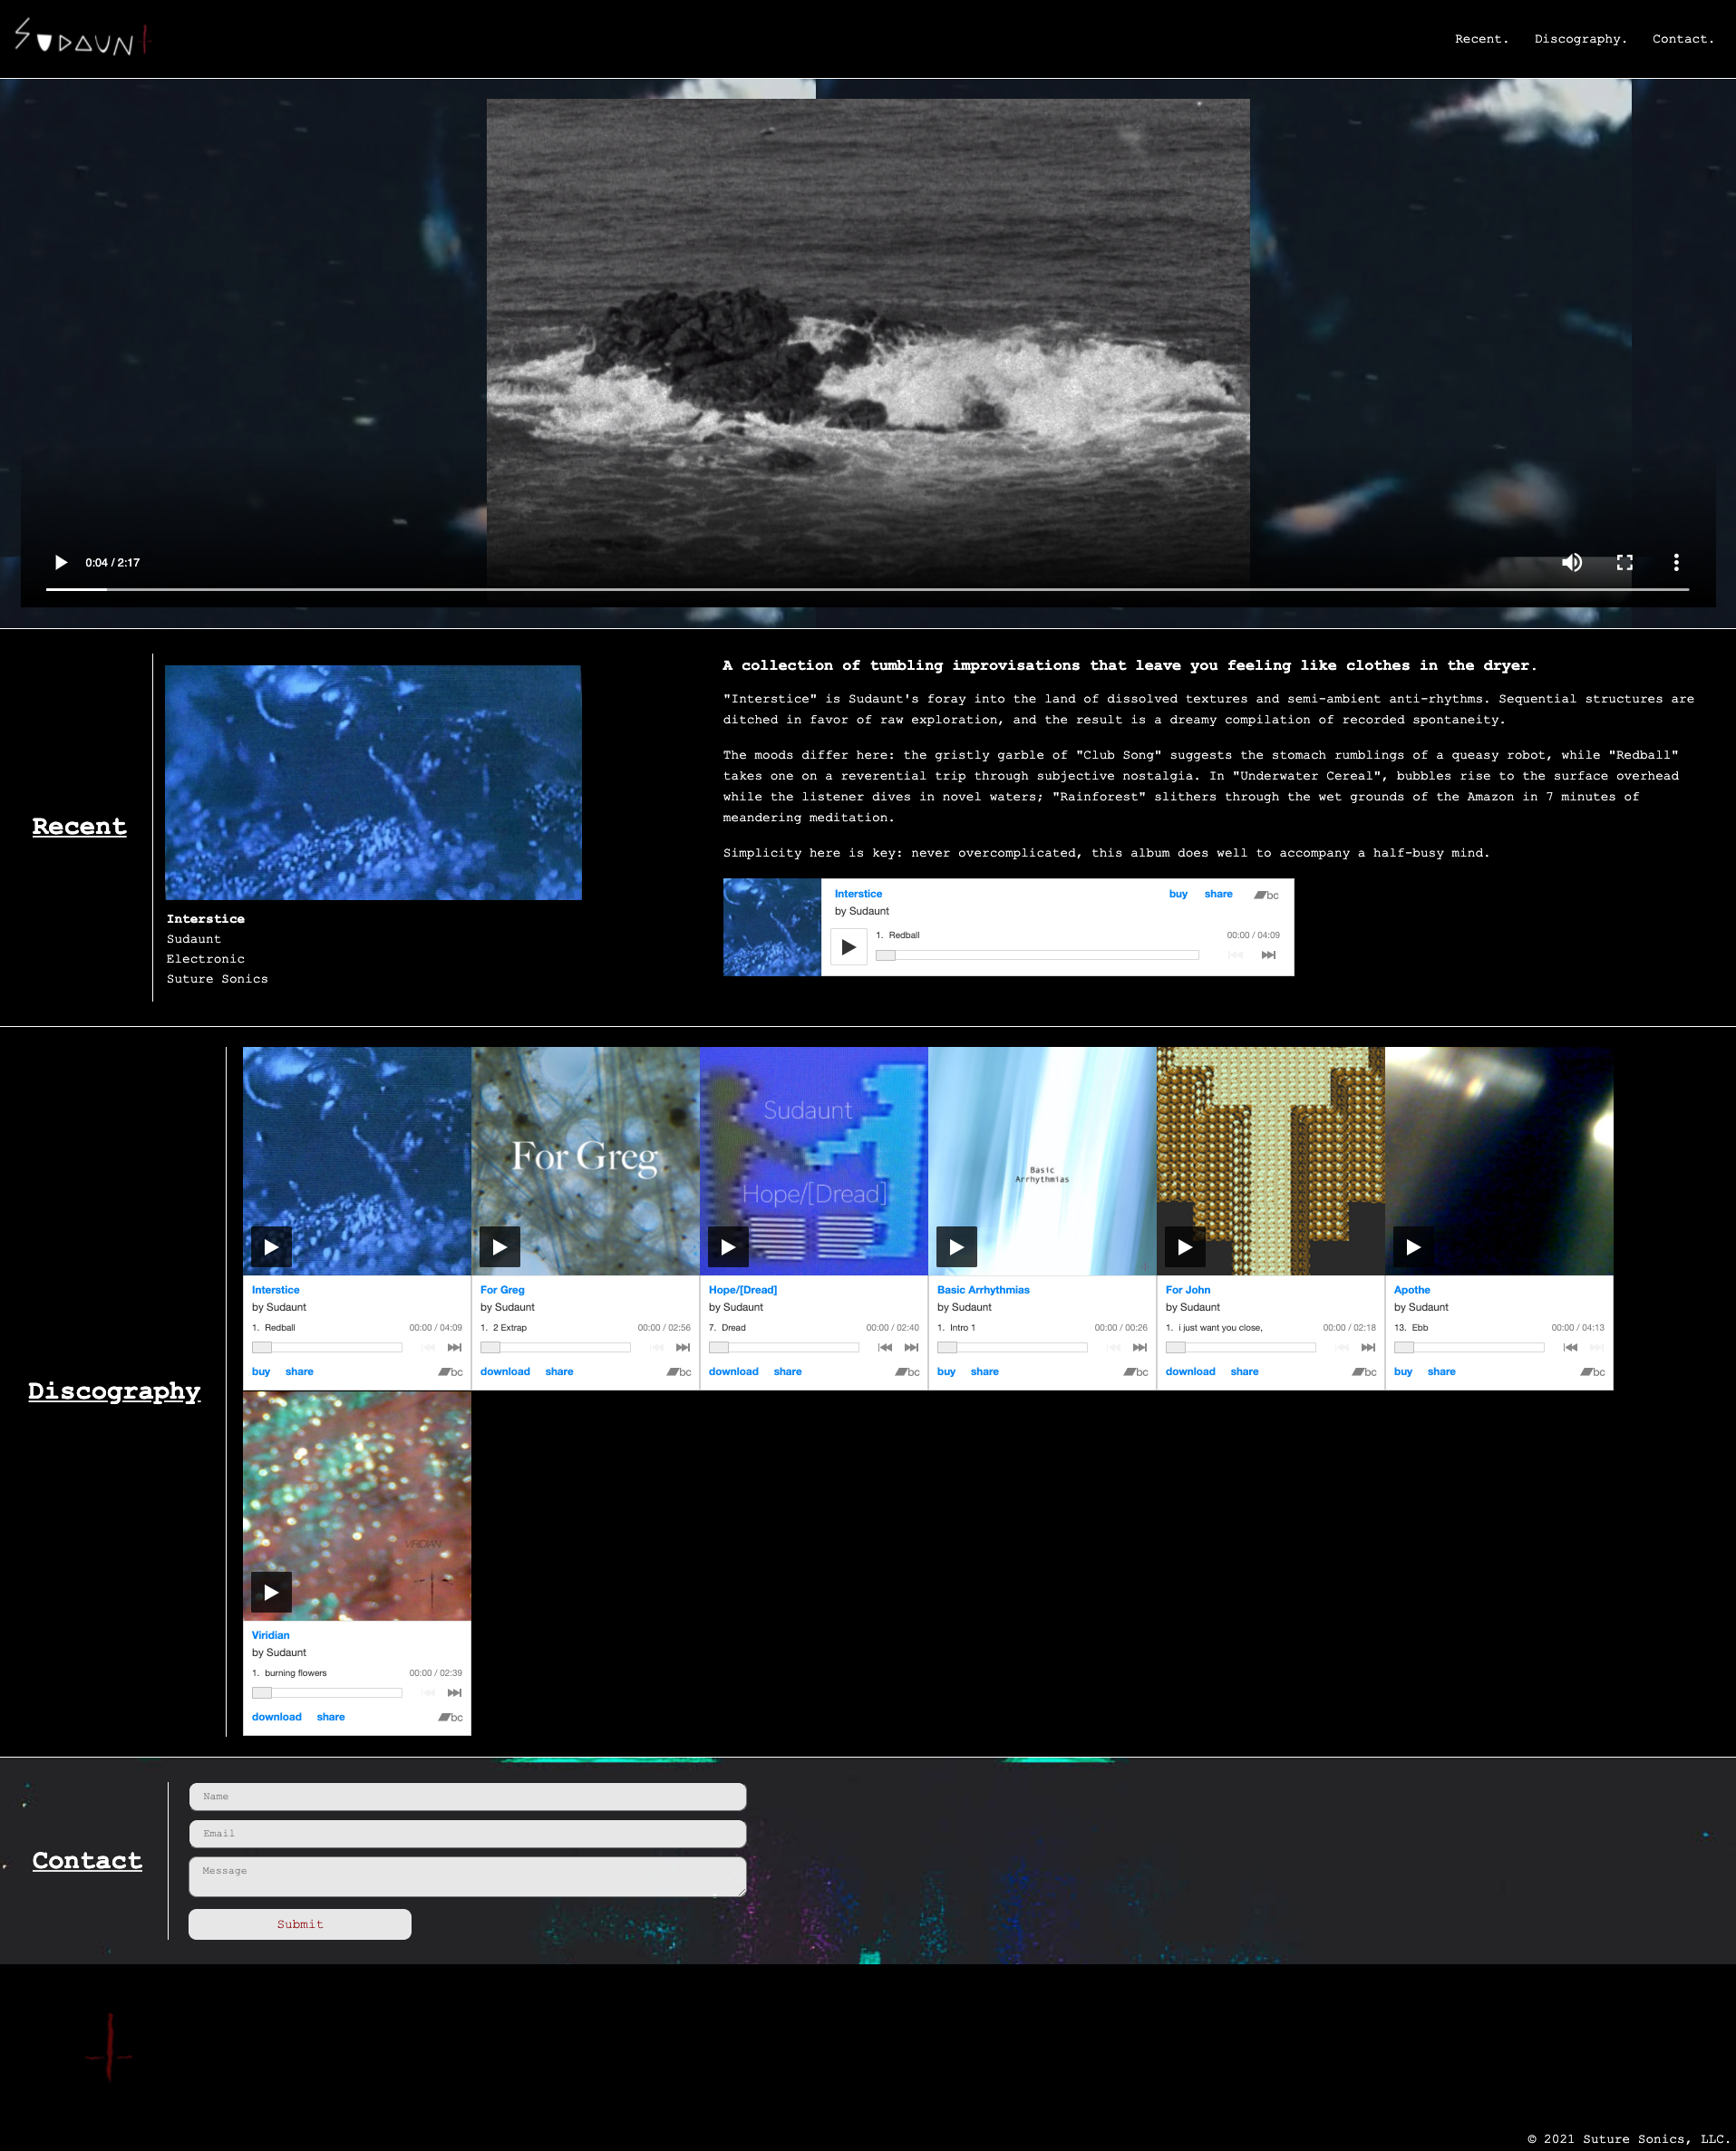 SUDAUNT
Recent. Discography. Contact.
0:04 / 2:17
Recent
Interstice
Sudaunt
Electronic
Suture Sonics
A collection of tumbling improvisations that leave you feeling like clothes in the dryer.
"Interstice" is Sudaunt's foray into the land of dissolved textures and semi-ambient anti-rhythms. Sequential structures are
ditched in favor of raw exploration, and the result is a dreamy compilation of recorded spontaneity.
The moods differ here: the gristly garble of "Club Song" suggests the stomach rumblings of a queasy robot, while "Redball"
takes one on a reverential trip through subjective nostalgia. In "Underwater Cereal", bubbles rise to the surface overhead
while the listener dives in novel waters; "Rainforest" slithers through the wet grounds of the Amazon in 7 minutes of
meandering meditation.
Simplicity here is key: never overcomplicated, this album does well to accompany a half-busy mind.
Interstice buy share bc
by Sudaunt
1. Redball 00:00 / 04:09
Discography
Interstice
by Sudaunt
1. Redball 00:00 / 04:09
buy share bc
For Greg
For Greg
by Sudaunt
1. 2 Extrap 00:00 / 02:56
download share bc
Sudaunt
Hope/[Dread]
Hope/[Dread]
by Sudaunt
7. Dread 00:00 / 02:40
download share bc
Basic
Arrhythmias
Basic Arrhythmias
by Sudaunt
1. Intro 1 00:00 / 00:26
buy share bc
For John
by Sudaunt
1. i just want you close, 00:00 / 02:18
download share bc
Apothe
by Sudaunt
13. Ebb 00:00 / 04:13
buy share bc
VIRIDIAN
Viridian
by Sudaunt
1. burning flowers 00:00 / 02:39
download share bc
Contact
Name
Email
Message
Submit
© 2021 Suture Sonics, LLC.